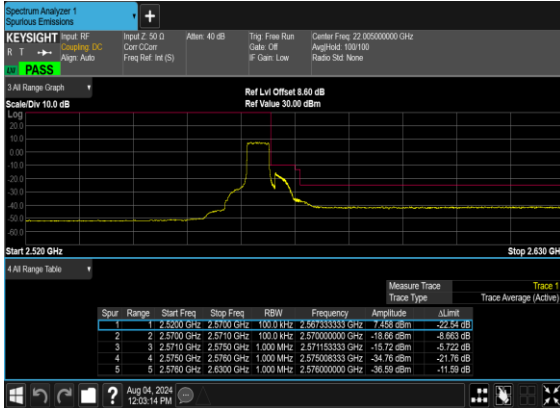 Spectrum Analyzer 1
Spurious Emissions
+
KEYSIGHT Input: RF Input Z: 50 Ω Atten: 40 dB Trig: Free Run Center Freq: 22.005000000 GHz
R T Coupling: DC Corr CCorr Gate: Off Avg|Hold: 100/100
Align: Auto Freq Ref: Int (S) IF Gain: Low Radio Std: None
PASS
3 All Range Graph
Ref Lvl Offset 8.60 dB
Scale/Div 10.0 dB Ref Value 30.00 dBm
Log
20.0
10.0
0.00
-10.0
-20.0
-30.0
-40.0
-50.0
-60.0
Start 2.520 GHz Stop 2.630 GH
4 All Range Table
Measure Trace Trace 1
Trace Type Trace Average (Active)
Spur Range Start Freq Stop Freq RBW Frequency Amplitude ΔLimit
1 1 2.5200 GHz 2.5700 GHz 100.0 kHz 2.567333333 GHz 7.458 dBm -22.54 dB
2 2 2.5700 GHz 2.5710 GHz 100.0 kHz 2.570000000 GHz -18.66 dBm -8.663 dB
3 3 2.5710 GHz 2.5750 GHz 1.000 MHz 2.571153333 GHz -15.72 dBm -5.722 dB
4 4 2.5750 GHz 2.5760 GHz 1.000 MHz 2.575008333 GHz -34.76 dBm -21.76 dB
5 5 2.5760 GHz 2.6300 GHz 1.000 MHz 2.576000000 GHz -36.59 dBm -11.59 dB
? Aug 04, 2024
12:03:14 PM